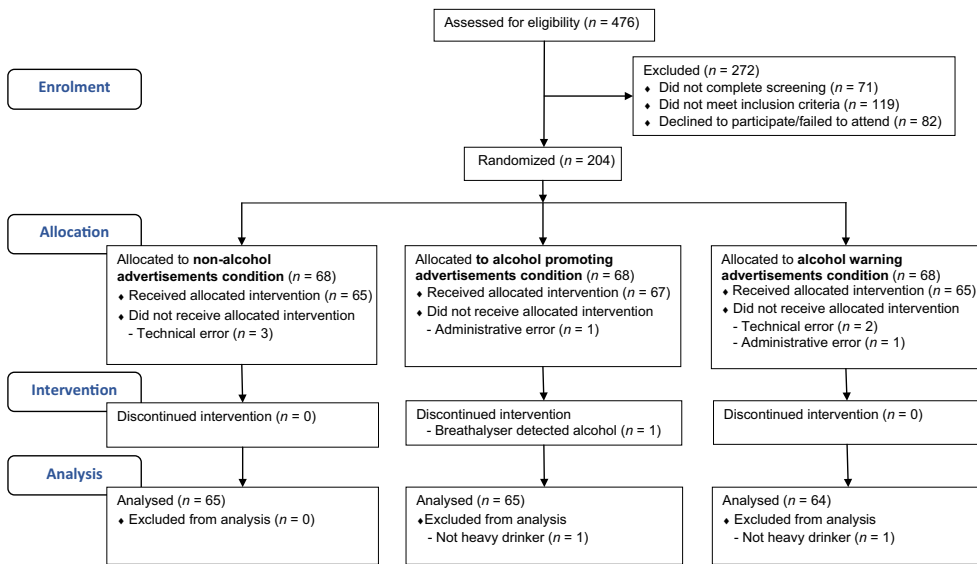 Assessed for eligibility (n = 476)
Enrolment
Excluded (n = 272)
♦ Did not complete screening (n = 71)
♦ Did not meet inclusion criteria (n = 119)
♦ Declined to participate/failed to attend (n = 82)
Randomized (n = 204)
Allocation
Allocated to non-alcohol
advertisements condition (n = 68)
♦ Received allocated intervention (n = 65)
♦ Did not receive allocated intervention
- Technical error (n = 3)
Allocated to alcohol promoting
advertisements condition (n = 68)
♦ Received allocated intervention (n = 67)
♦ Did not receive allocated intervention
- Administrative error (n = 1)
Allocated to alcohol warning
advertisements condition (n = 68)
♦ Received allocated intervention (n = 65)
♦ Did not receive allocated intervention
- Technical error (n = 2)
- Administrative error (n = 1)
Intervention
Discontinued intervention (n = 0)
Discontinued intervention
- Breathalyser detected alcohol (n = 1)
Discontinued intervention (n = 0)
Analysis
Analysed (n = 65)
♦ Excluded from analysis (n = 0)
Analysed (n = 65)
♦Excluded from analysis
- Not heavy drinker (n = 1)
Analysed (n = 64)
♦ Excluded from analysis
- Not heavy drinker (n = 1)